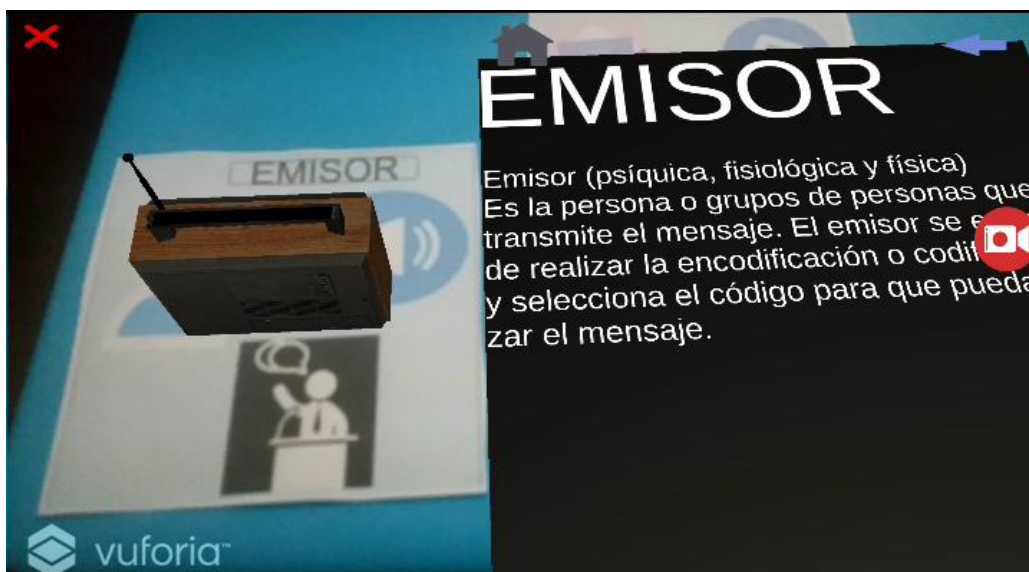 EMISOR
EMISOR
Emisor (psíquica, fisiológica y física)
Es la persona o grupos de personas que
transmite el mensaje. El emisor se
de realizar la encodificación o
y selecciona el código para que pueda
zar el mensaje.
vuforia™